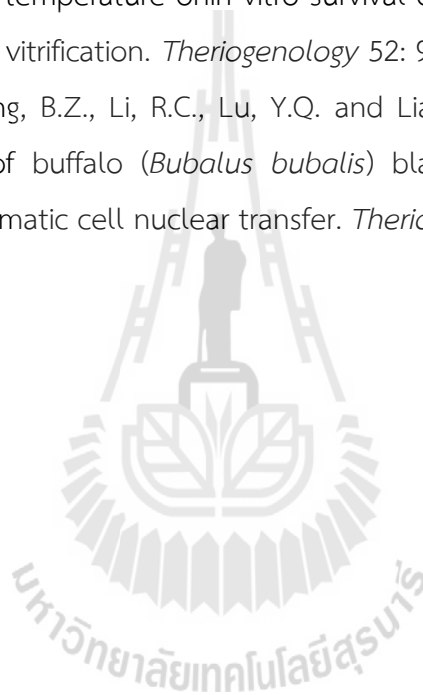 temperature onin vitro survival
vitrification. Theriogenology 52: 9
ng, B.Z., Li, R.C., Lu, Y.Q. and Lia
of buffalo (Bubalus bubalis) bla
matic cell nuclear transfer. Theric
มหาวิทยาลัยเทคโนโลยีสุรนารี